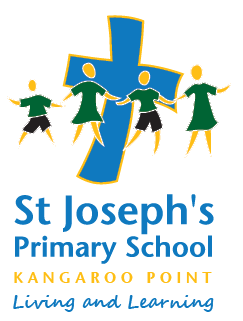 St Joseph's
Primary School
KANGAROO POINT
Living and Learning